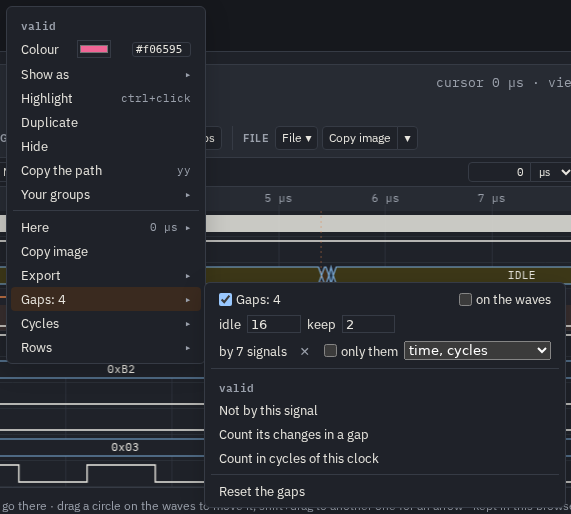 valid
Colour #f06595
Show as ▸
Highlight ctrl+click
Duplicate
Hide
Copy the path yy
Your groups ▸
Here 0 µs ▸
Copy image
Export ▸
Gaps: 4 ▸
Cycles ▸
Rows ▸
cursor 0 µs · vie
FILE File ▾ Copy image ▾
0 µs
5 µs 6 µs 7 µs
IDLE
Gaps: 4 on the waves
idle 16 keep 2
by 7 signals × only them time, cycles
valid
Not by this signal
Count its changes in a gap
Count in cycles of this clock
Reset the gaps
0xB2
0x03
go there · drag a circle on the waves to move it, shift+drag to another one for an arrow · kept in this browse